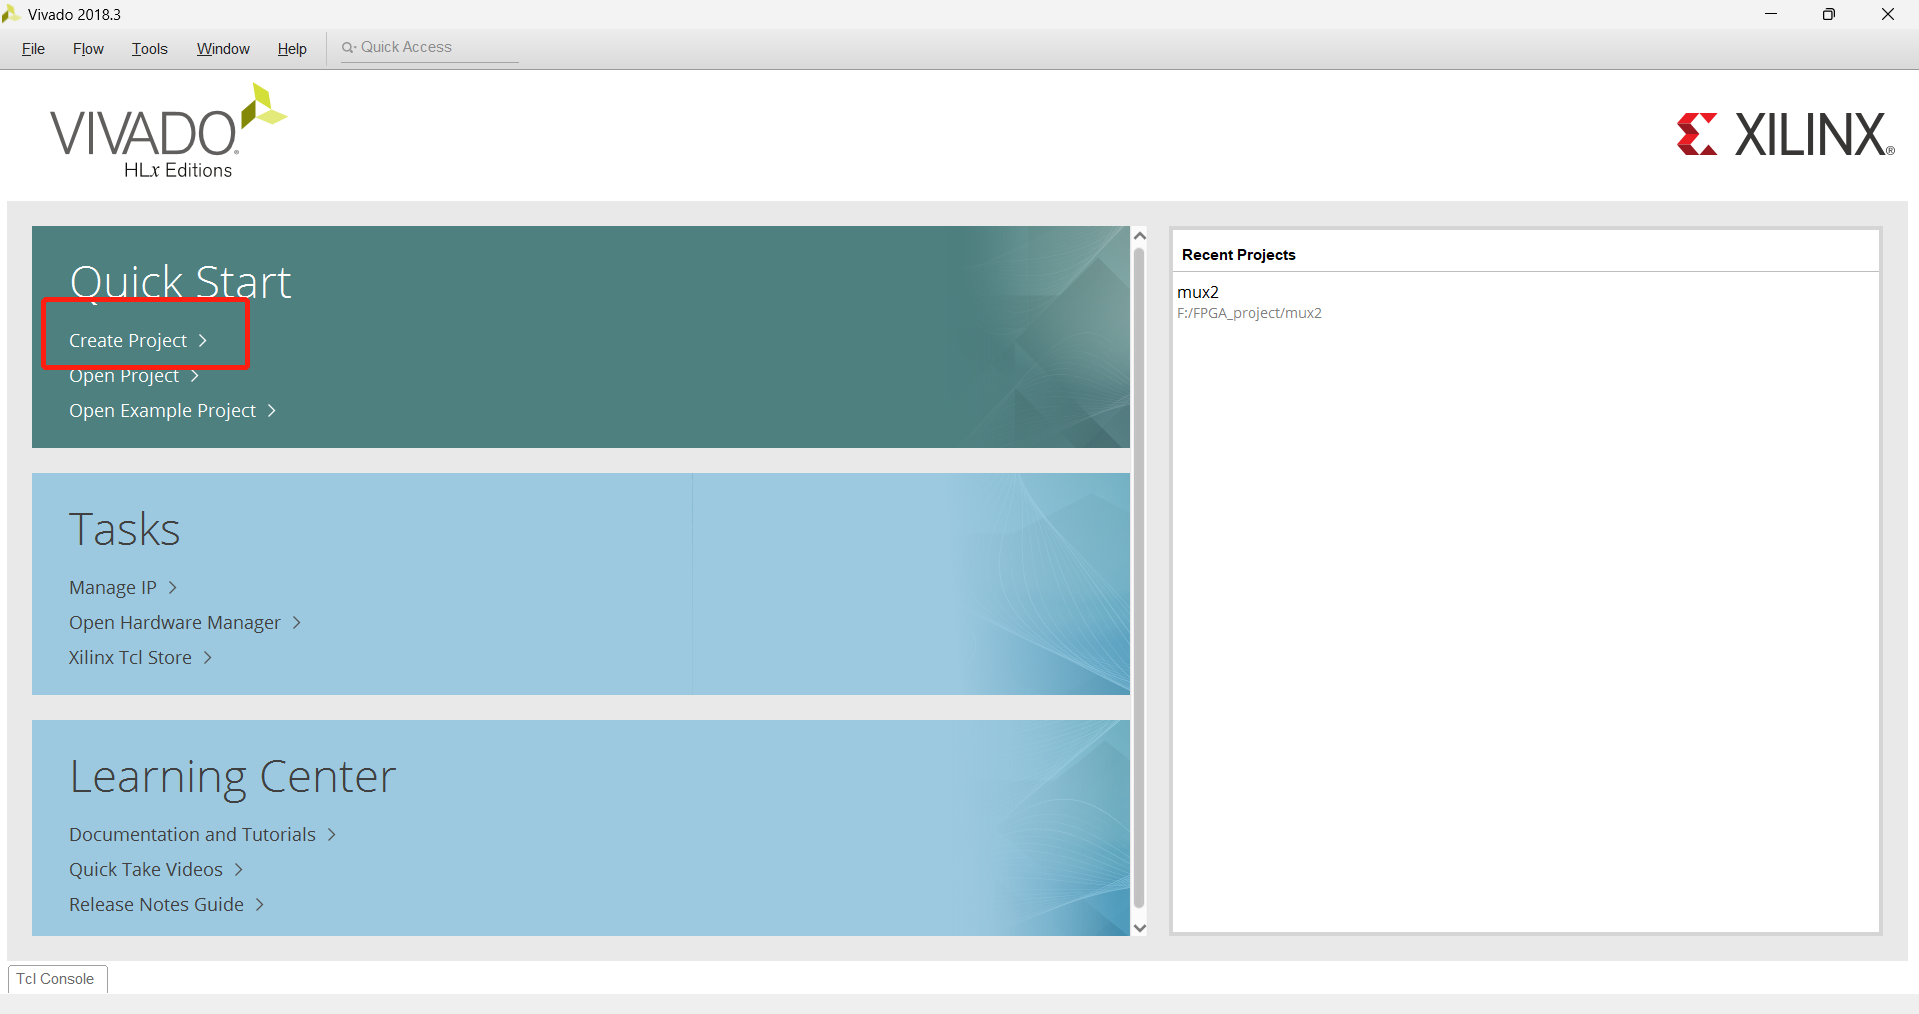 Vivado 2018.3
File Flow Tools Window Help Quick Access
VIVADO.
HLx Editions
XILINX®
Quick Start
Create Project
Open Project
Open Example Project
Tasks
Manage IP
Open Hardware Manager
Xilinx Tcl Store
Learning Center
Documentation and Tutorials
Quick Take Videos
Release Notes Guide
Recent Projects
mux2
F:/FPGA_project/mux2
Tcl Console